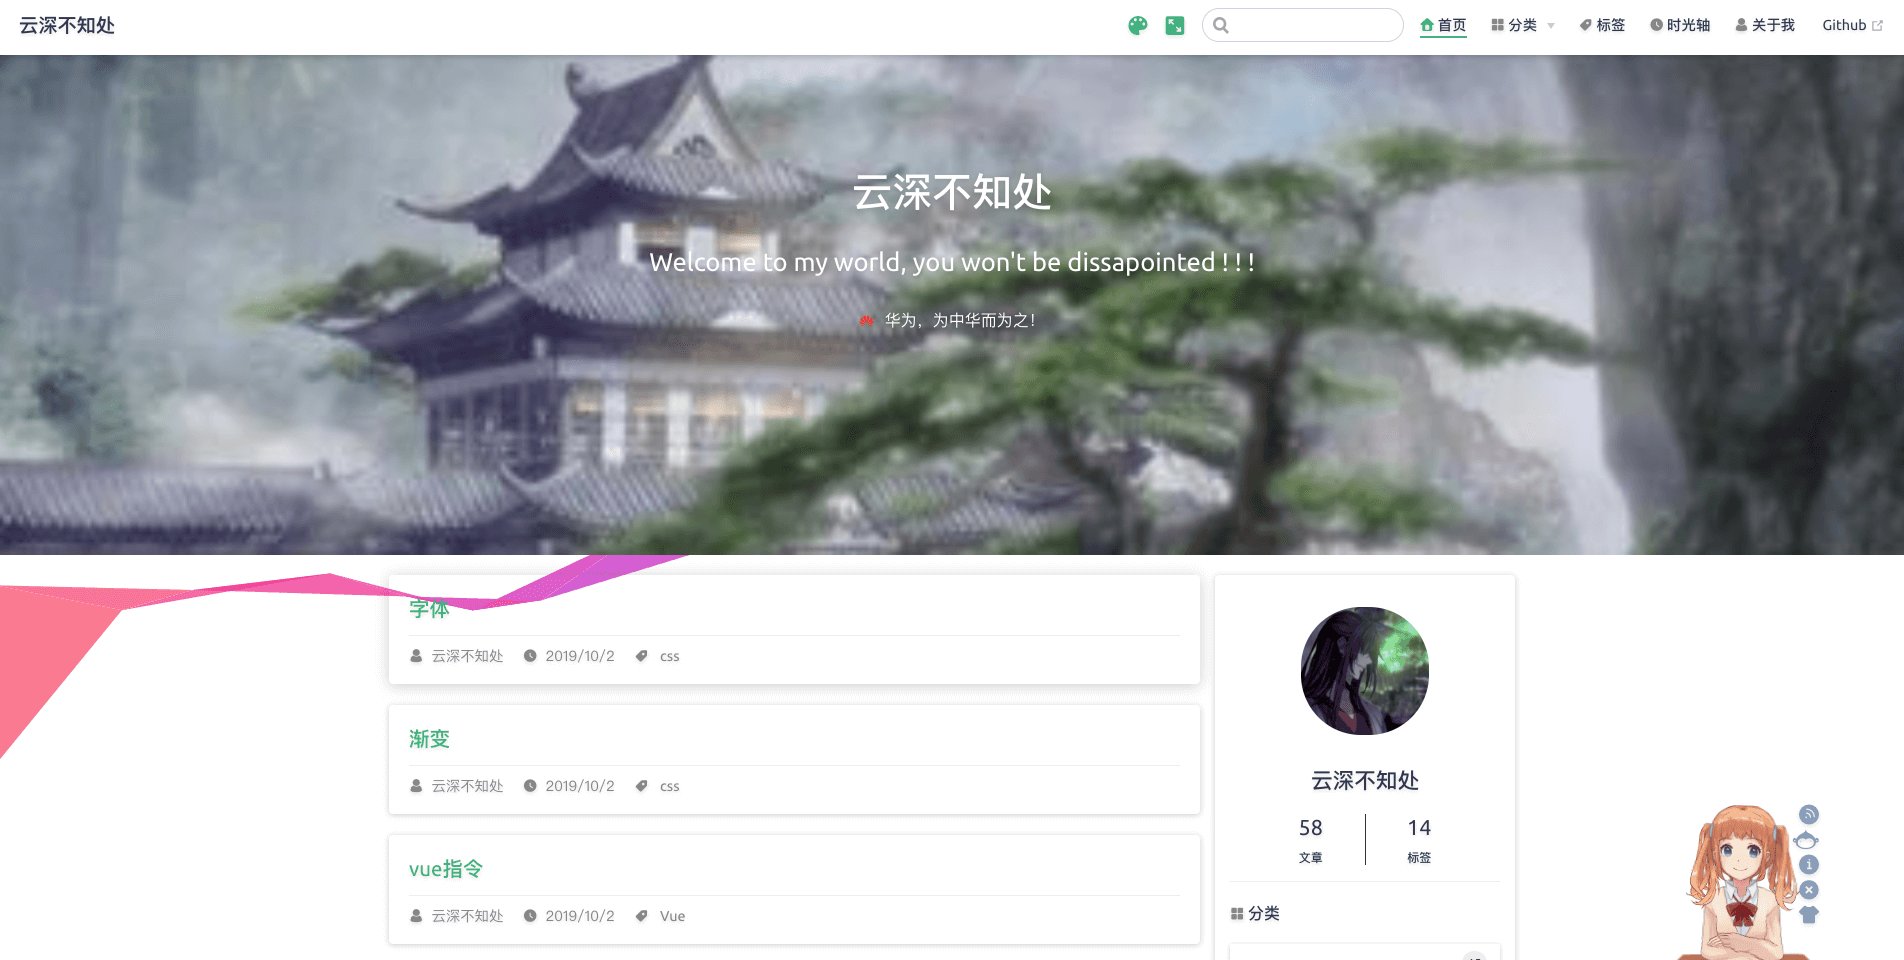 云深不知处
首页 分类 标签 时光轴 关于我 Github
云深不知处
Welcome to my world, you won't be dissapointed ! ! !
华为，为中华而为之！
字体
云深不知处 2019/10/2 css
渐变
云深不知处 2019/10/2 css
vue指令
云深不知处 2019/10/2 Vue
云深不知处
58 14
文章 标签
分类